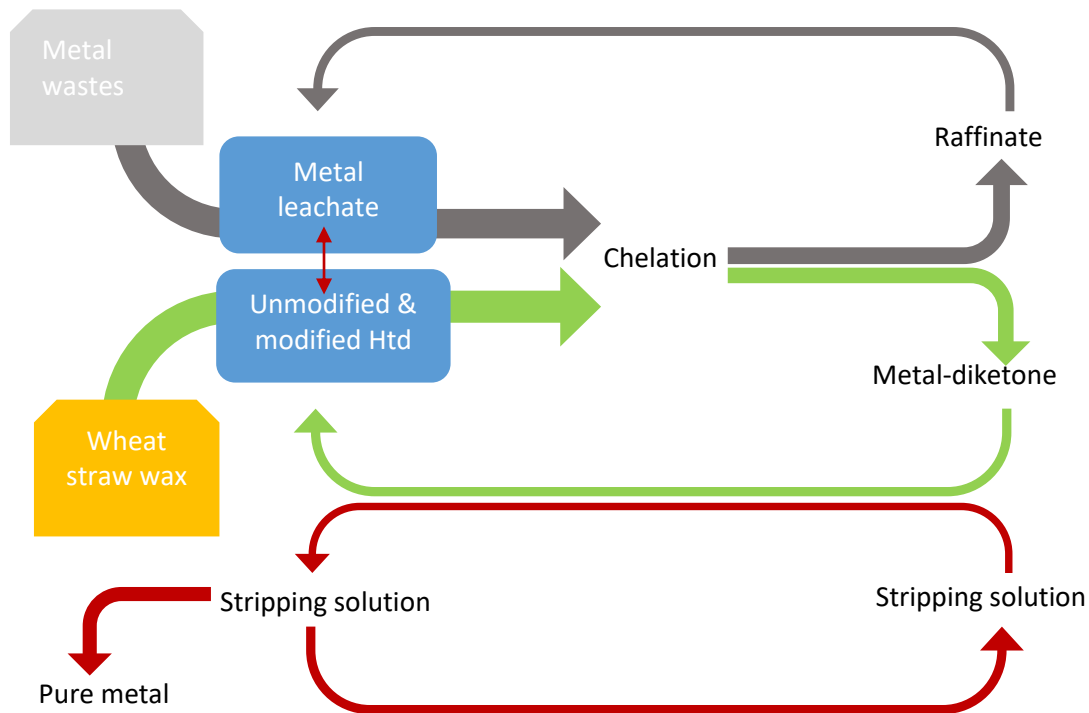 Metal
wastes
Raffinate
Metal
leachate
Chelation
Unmodified &
modified Htd
Metal-diketone
Wheat
straw wax
Stripping solution
Stripping solution
Pure metal